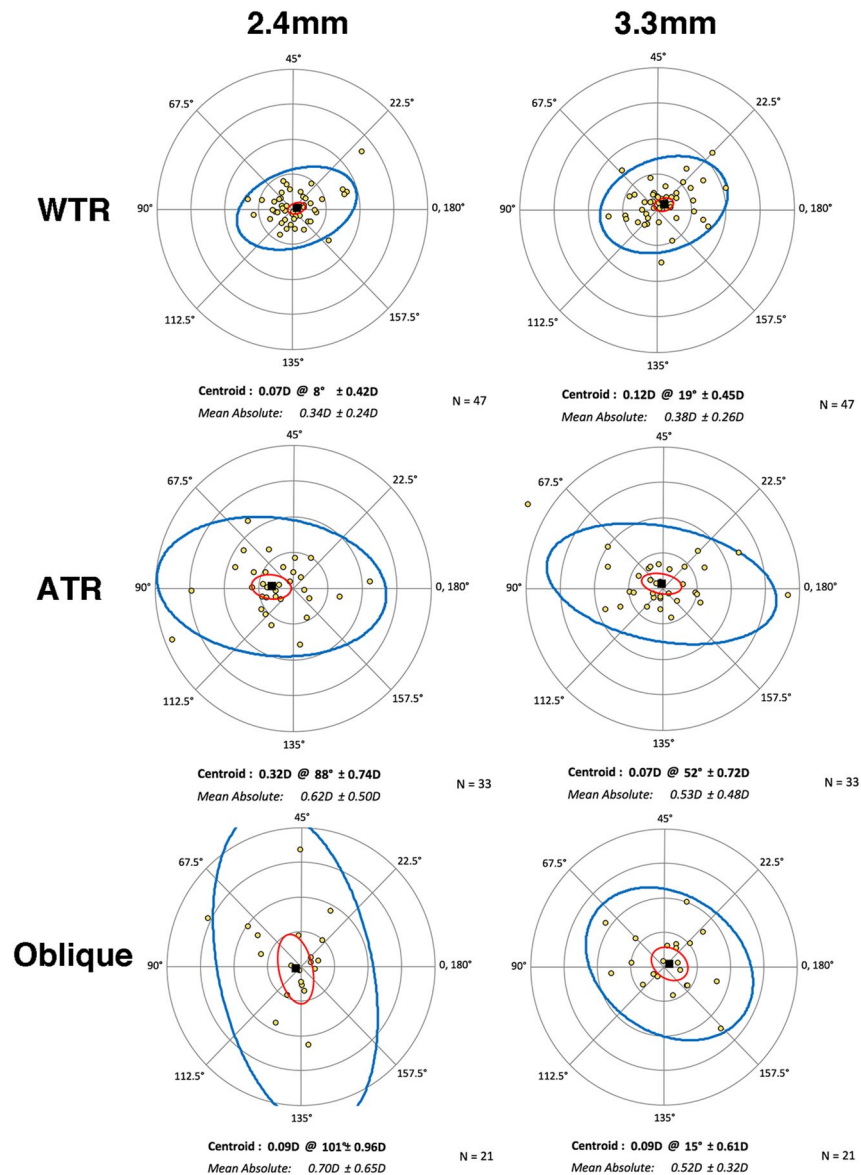 2.4mm 3.3mm
45° 45°
67.5° 22.5° 67.5° 22.5°
WTR 90° 0, 180° 90° 0, 180°
112.5° 157.5° 112.5° 157.5°
135° 135°
Centroid : 0.07D @ 8° ± 0.42D N = 47 Centroid : 0.12D @ 19° ± 0.45D N = 47
Mean Absolute: 0.34D ± 0.24D Mean Absolute: 0.38D ± 0.26D
45° 45°
67.5° 22.5° 67.5° 22.5°
ATR 90° 0, 180° 90° 0, 180°
112.5° 157.5° 112.5° 157.5°
135° 135°
Centroid : 0.32D @ 88° ± 0.74D N = 33 Centroid : 0.07D @ 52° ± 0.72D N = 33
Mean Absolute: 0.62D ± 0.50D Mean Absolute: 0.53D ± 0.48D
45° 45°
67.5° 22.5° 67.5° 22.5°
Oblique 90° 0, 180° 90° 0, 180°
112.5° 157.5° 112.5° 157.5°
135° 135°
Centroid : 0.09D @ 101°± 0.96D N = 21 Centroid : 0.09D @ 15° ± 0.61D N = 21
Mean Absolute: 0.70D ± 0.65D Mean Absolute: 0.52D ± 0.32D